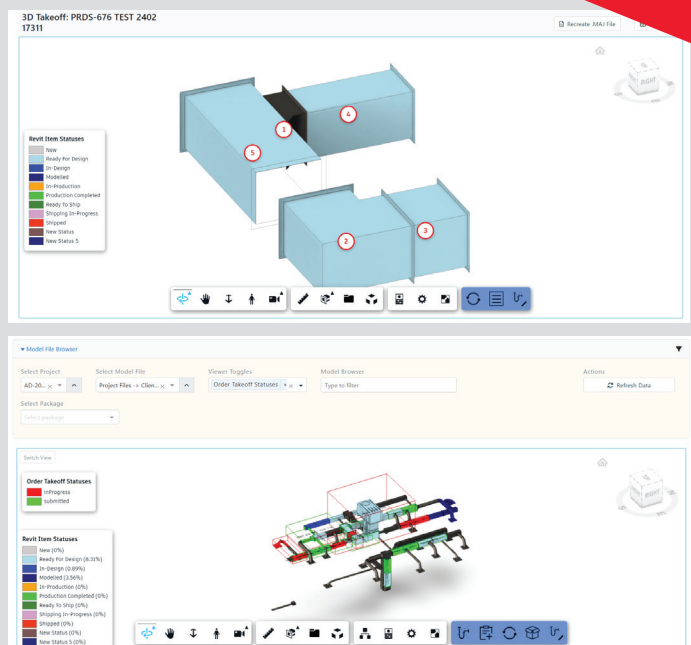 3D Takeoff: PRDS-676 TEST 2402
17311
Recreate .MAJ File
RIGHT
Revit Item Statuses
New
Ready For Design
In-Design
Modelled
In-Production
Production Completed
Ready To Ship
Shipping In-Progress
Shipped
New Status
New Status 5
1
4
5
2
3
Model File Browser
Select Project
Select Model File
Viewer Toggles
Model Browser
Actions
AD-20...
Project Files -> Clien...
Order Takeoff Statuses
Type to filter
Refresh Data
Select Package
Select package
Switch View
RIGHT
Order Takeoff Statuses
InProgress
submitted
Revit Item Statuses
New (0%)
Ready For Design (8.31%)
In-Design (0.89%)
Modelled (3.56%)
In-Production (0%)
Production Completed (0%)
Ready To Ship (0%)
Shipping In-Progress (0%)
Shipped (0%)
New Status (0%)
New Status 5 (0%)